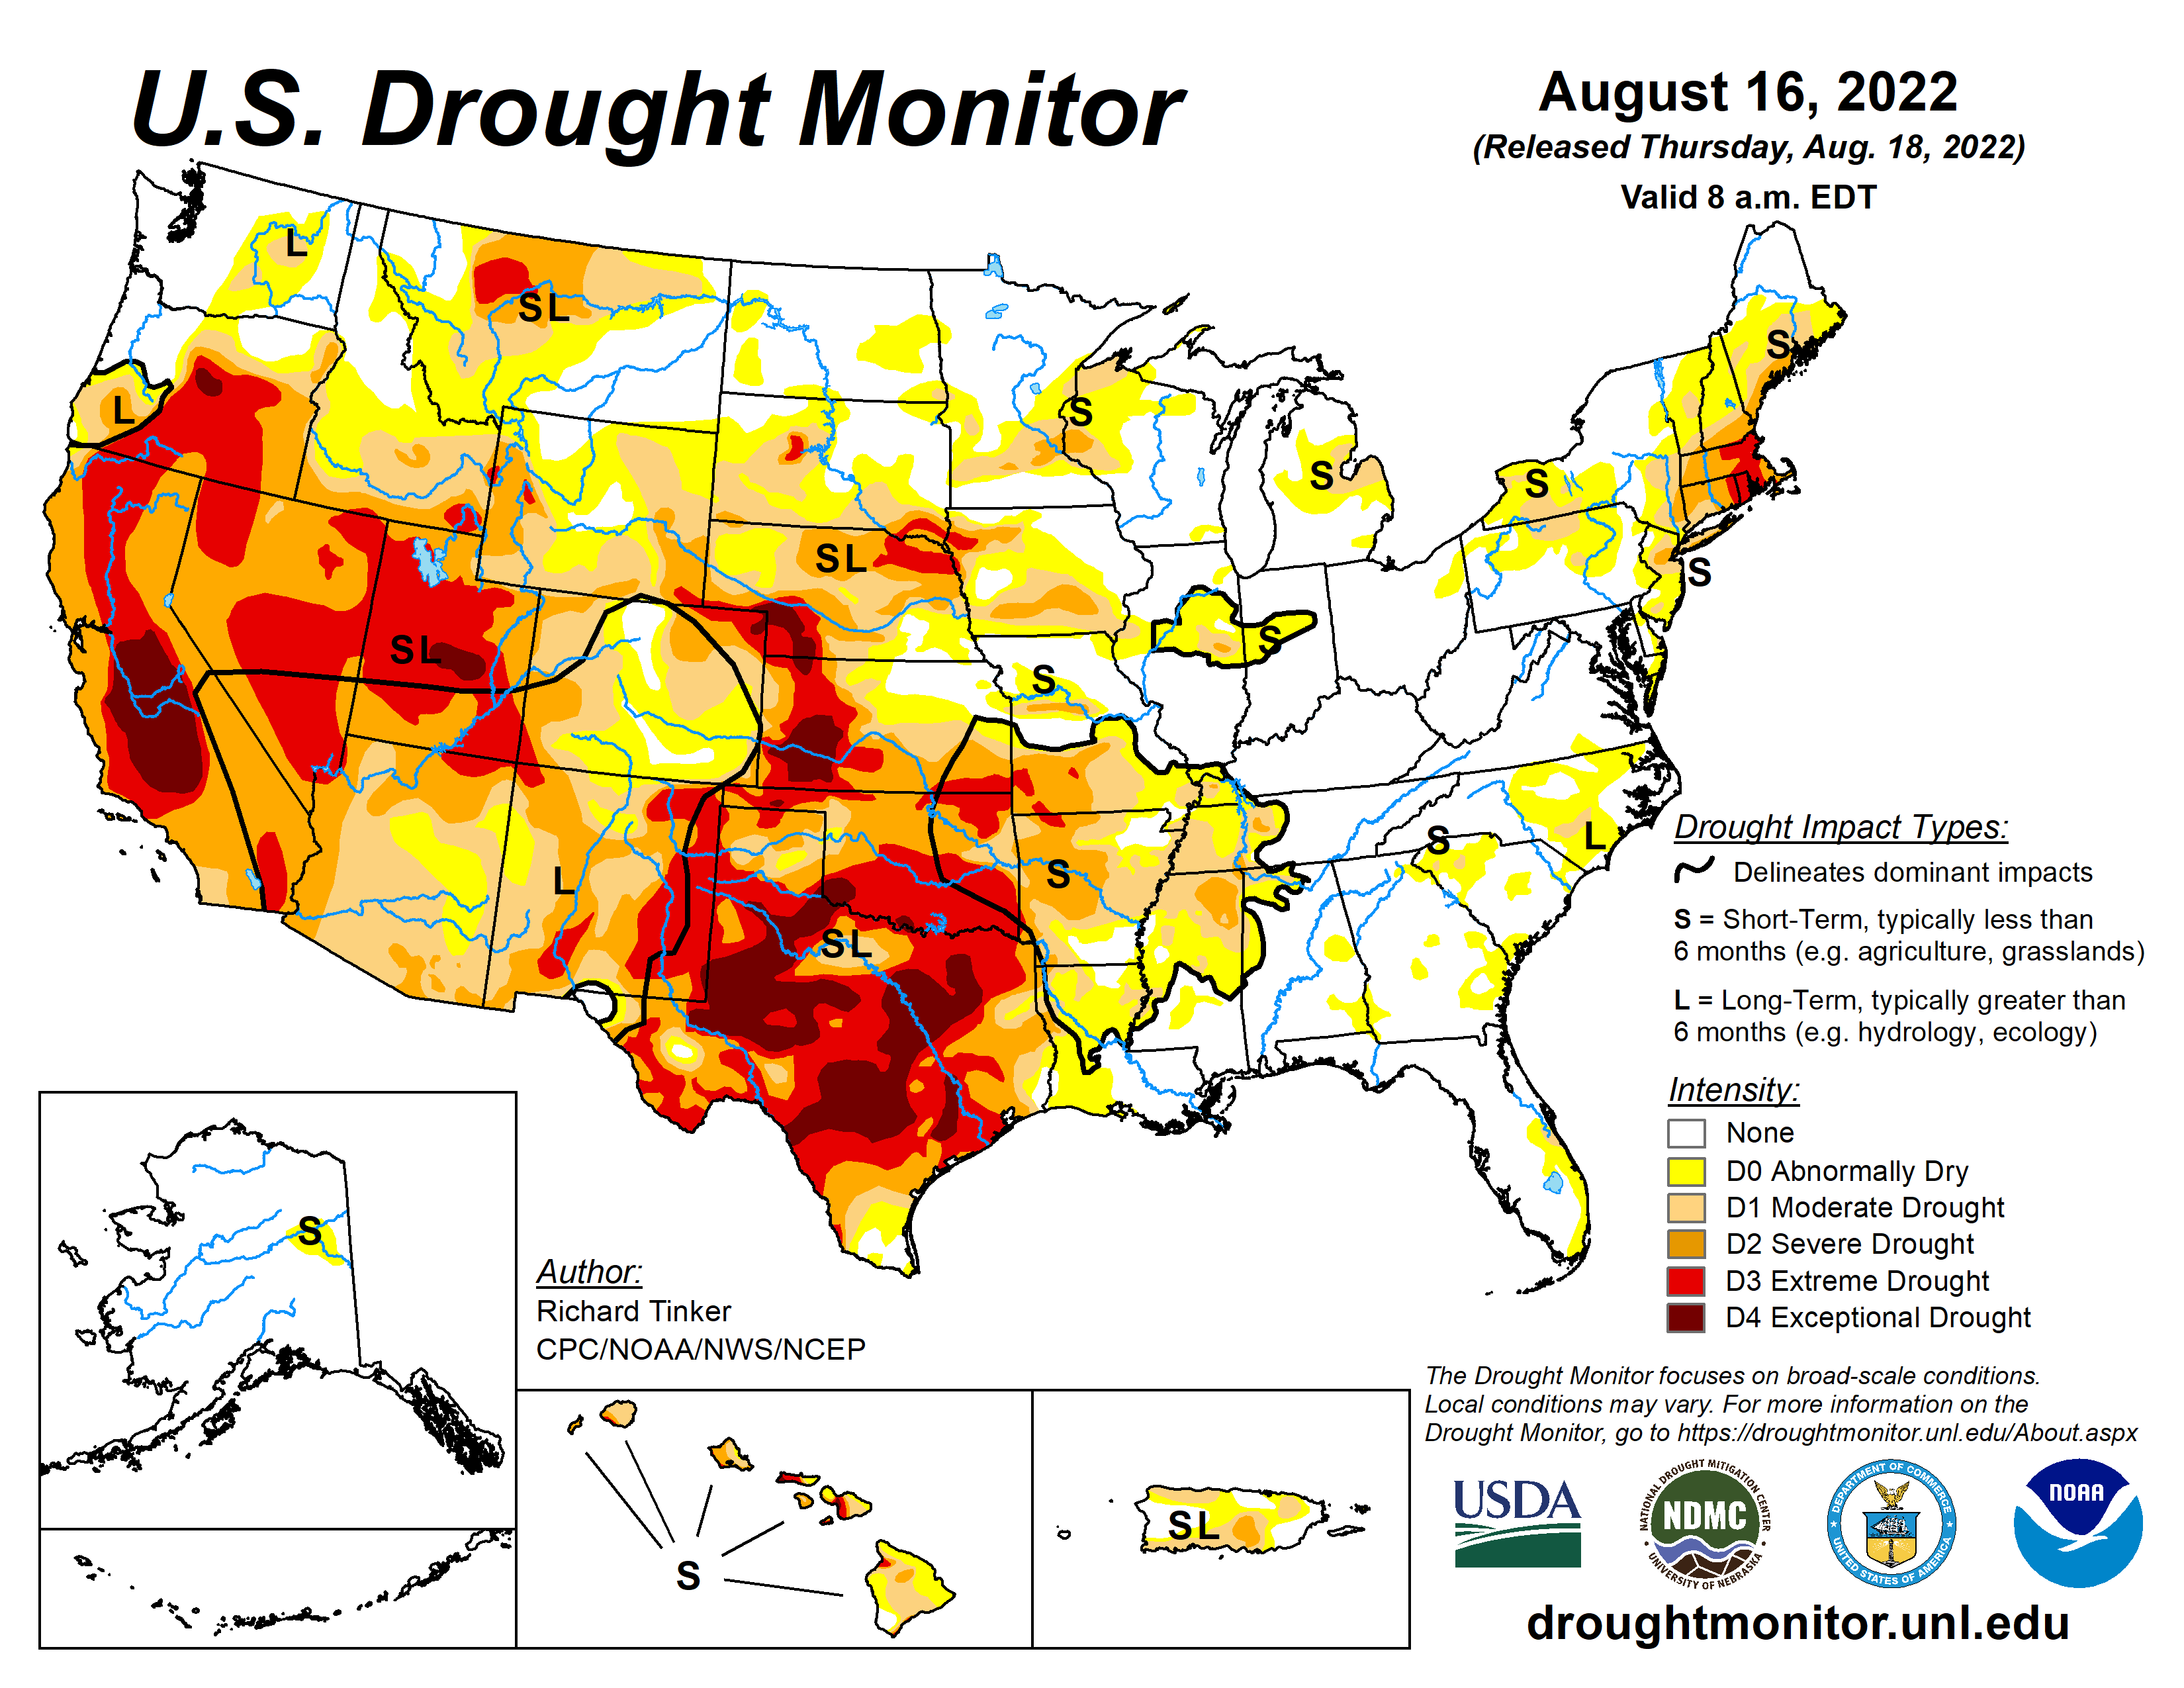 U.S. Drought Monitor
August 16, 2022
(Released Thursday, Aug. 18, 2022)
Valid 8 a.m. EDT
L
SL
S
L
S
S
S
SL
S
SL
S
S
S
L
L
S
SL
S
Drought Impact Types:
Delineates dominant impacts
S = Short-Term, typically less than
6 months (e.g. agriculture, grasslands)
L = Long-Term, typically greater than
6 months (e.g. hydrology, ecology)
Intensity:
None
D0 Abnormally Dry
D1 Moderate Drought
D2 Severe Drought
D3 Extreme Drought
D4 Exceptional Drought
S
Author:
Richard Tinker
CPC/NOAA/NWS/NCEP
S
SL
The Drought Monitor focuses on broad-scale conditions.
Local conditions may vary. For more information on the
Drought Monitor, go to https://droughtmonitor.unl.edu/About.aspx
USDA
NATIONAL DROUGHT MITIGATION CENTER
NDMC
UNIVERSITY OF NEBRASKA
DEPARTMENT OF COMMERCE
UNITED STATES OF AMERICA
NOAA
droughtmonitor.unl.edu